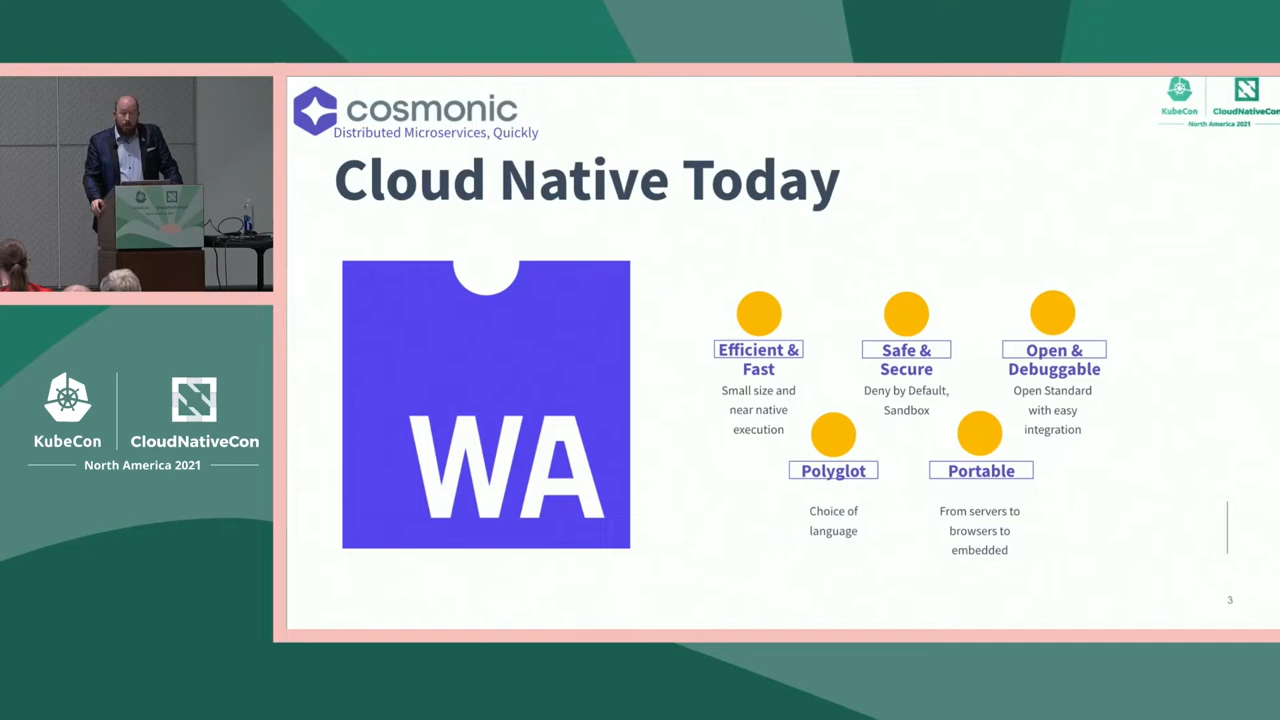 cosmonic
Distributed Microservices, Quickly
KubeCon
CloudNativeCon
North America 2021
Cloud Native Today
WA
Efficient &
Fast
Small size and
near native
execution
Safe &
Secure
Deny by Default,
Sandbox
Open &
Debuggable
Open Standard
with easy
integration
Polyglot
Choice of
language
Portable
From servers to
browsers to
embedded
3
KubeCon
CloudNativeCon
North America 2021